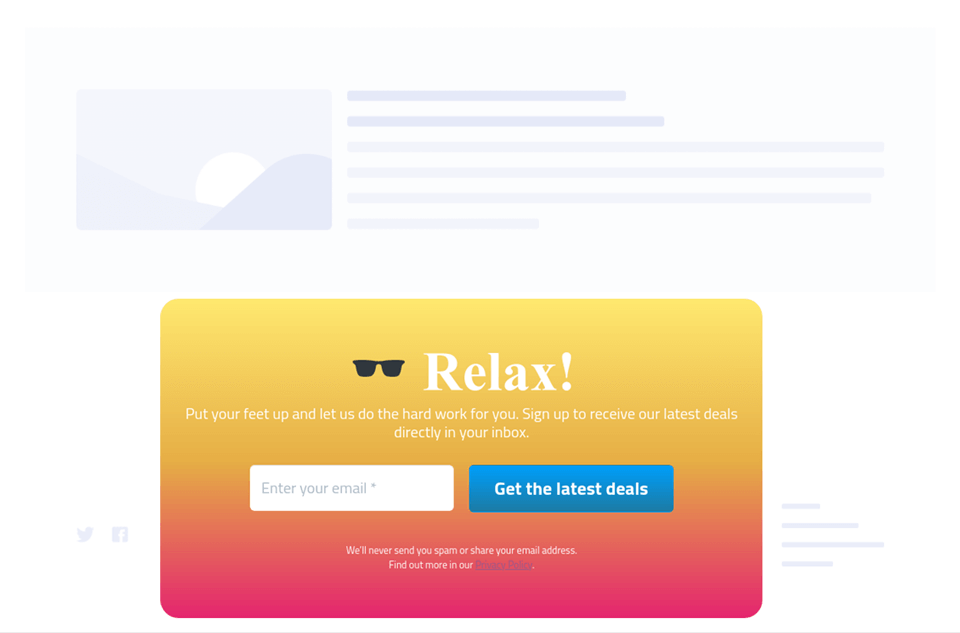 Relax!
Put your feet up and let us do the hard work for you. Sign up to receive our latest deals
directly in your inbox.
Enter your email *
Get the latest deals
We'll never send you spam or share your email address.
Find out more in our Privacy Policy.